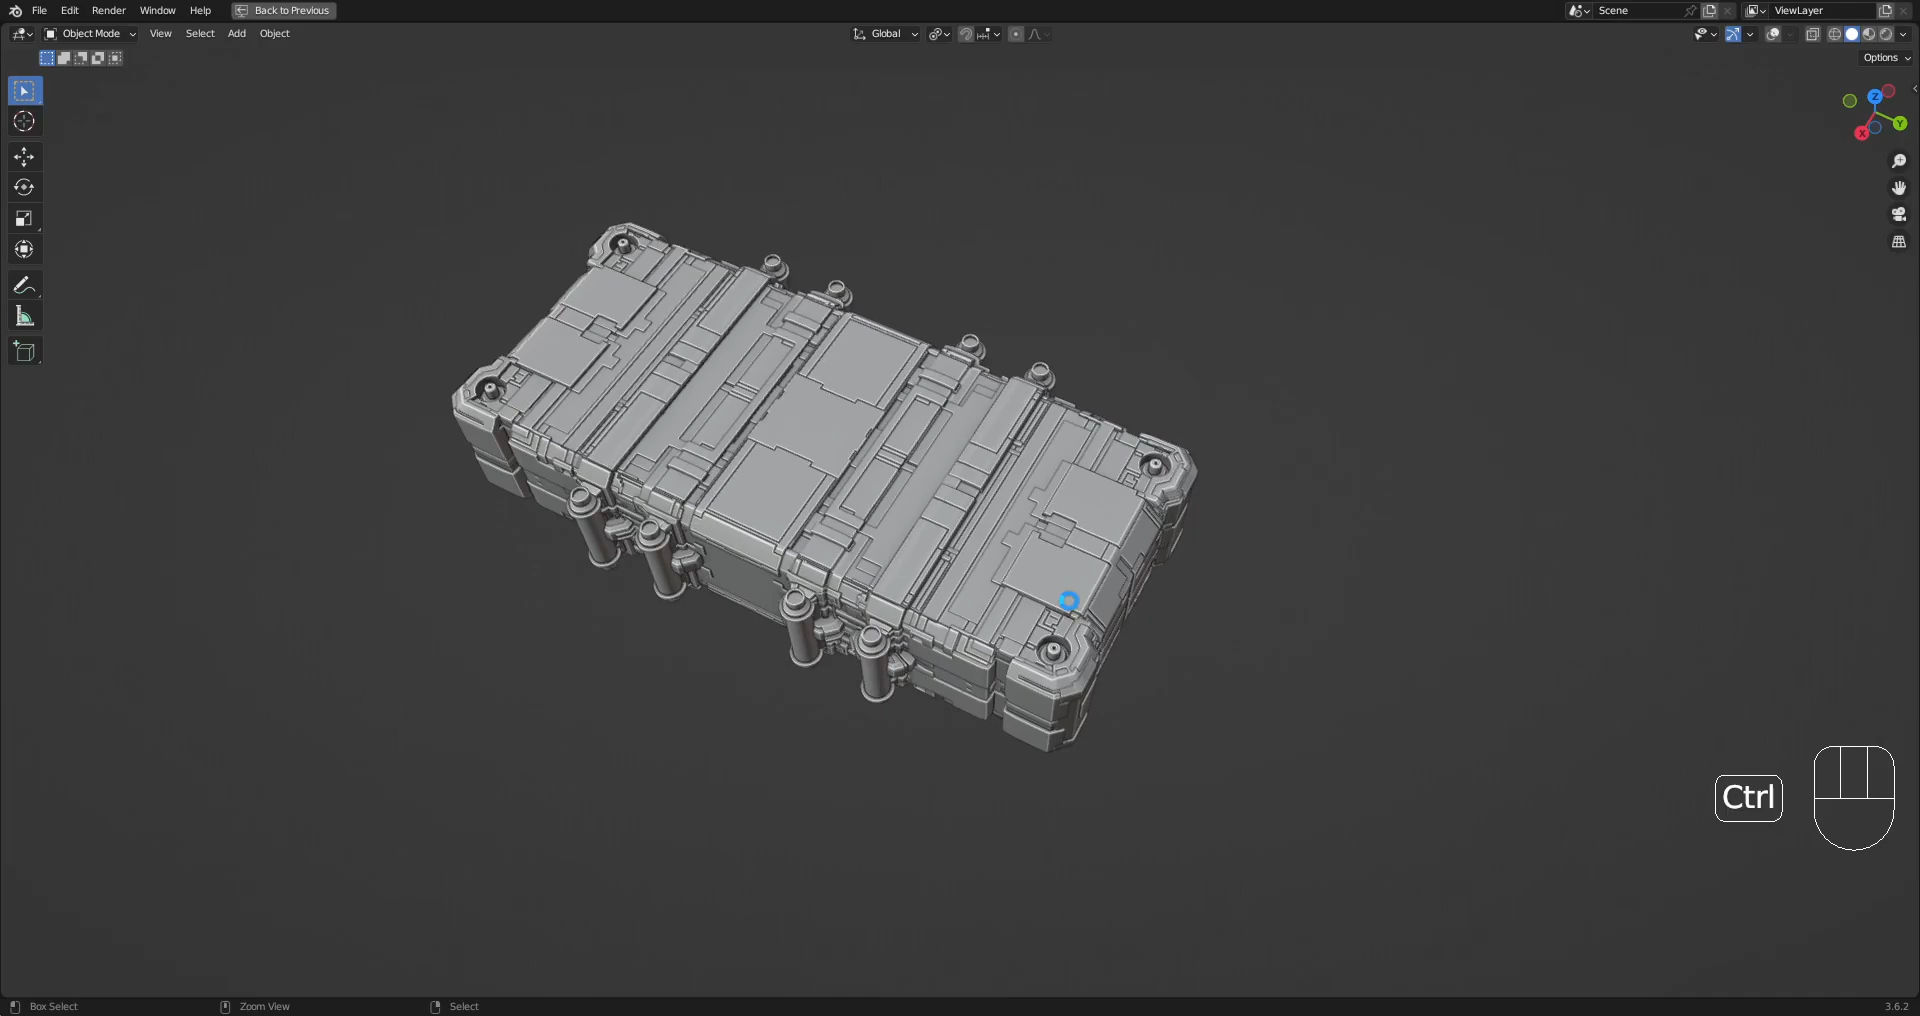 File Edit Render Window Help Back to Previous Scene ViewLayer
Object Mode View Select Add Object Global
Options
Z
Y
X
Ctrl
Box Select Zoom View Select 3.6.2